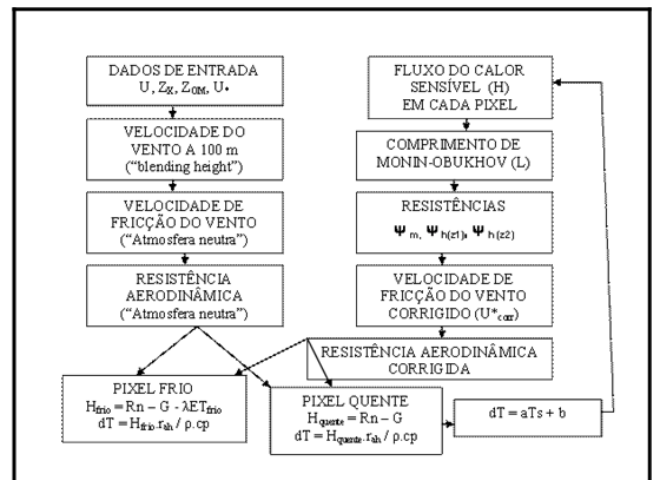 DADOS DE ENTRADA
U, Zx, Z0M, U*
VELOCIDADE DO
VENTO A 100 m
("blending height")
VELOCIDADE DE
FRICÇÃO DO VENTO
("Atmosfera neutra")
RESISTÊNCIA
AERODINÂMICA
("Atmosfera neutra")
PIXEL FRIO
Hfrio = Rn – G - λETfrio
dT = Hfrio.rah / ρ.cp
PIXEL QUENTE
Hquente = Rn – G
dT = Hquente.rah / ρ.cp
dT = aTs + b
FLUXO DO CALOR
SENSÍVEL (H)
EM CADA PIXEL
COMPRIMENTO DE
MONIN-OBUKHOV (L)
RESISTÊNCIAS
Ψm, Ψh(z1), Ψh(z2)
VELOCIDADE DE
FRICÇÃO DO VENTO
CORRIGIDO (U*corr)
RESISTÊNCIA AERODINÂMICA
CORRIGIDA